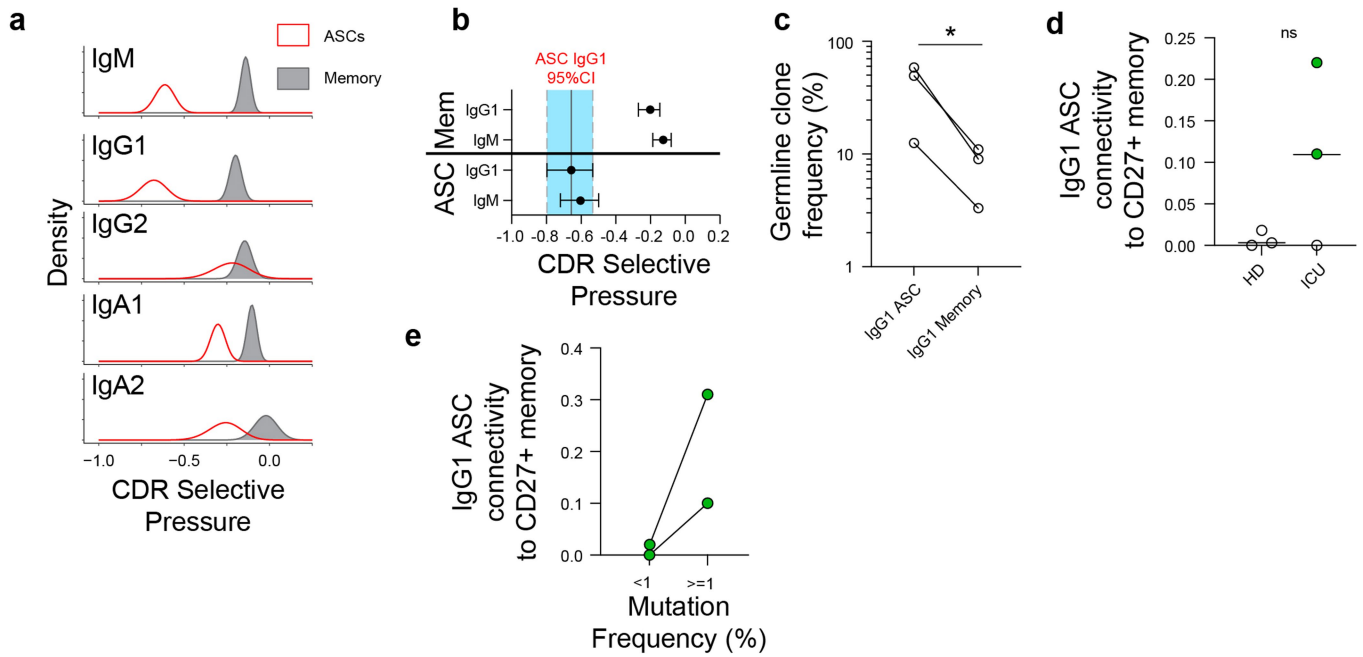 a
ASCs
Memory
IgM
IgG1
IgG2
IgA1
IgA2
Density
−1.0
−0.5
0.0
CDR Selective
Pressure
b
ASC IgG1
95%CI
Mem
IgG1
IgM
ASC
IgG1
IgM
-1.0 -0.8 -0.6 -0.4 -0.2 0.0 0.2
CDR Selective
Pressure
c
*
Germline clone
frequency (%)
100
10
1
IgG1 ASC
IgG1 Memory
d
ns
IgG1 ASC
connectivity
to CD27+ memory
0.25
0.20
0.15
0.10
0.05
0.00
HD
ICU
e
IgG1 ASC
connectivity
to CD27+ memory
0.4
0.3
0.2
0.1
0.0
<1
>=1
Mutation
Frequency (%)